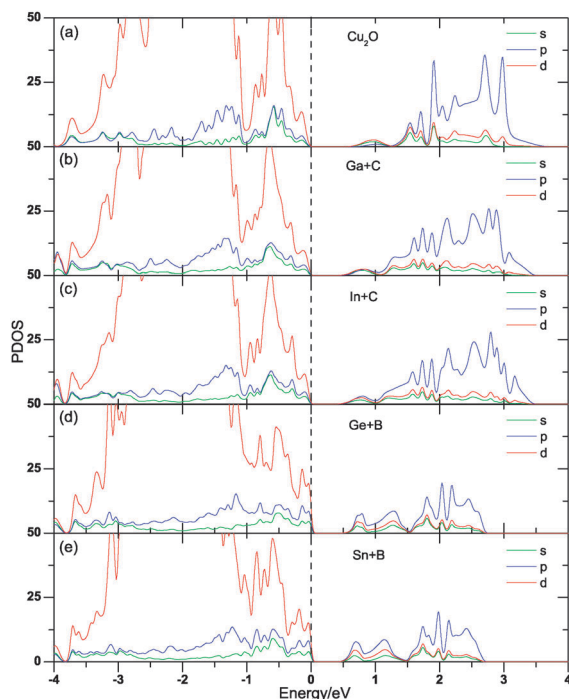 50
(a)
Cu₂O
s
p
d
25
50
(b)
Ga+C
s
p
d
25
50
(c)
In+C
s
p
d
25
PDOS
50
(d)
Ge+B
s
p
d
25
50
(e)
Sn+B
s
p
d
25
0
-4 -3 -2 -1 0 1 2 3 4
Energy/eV